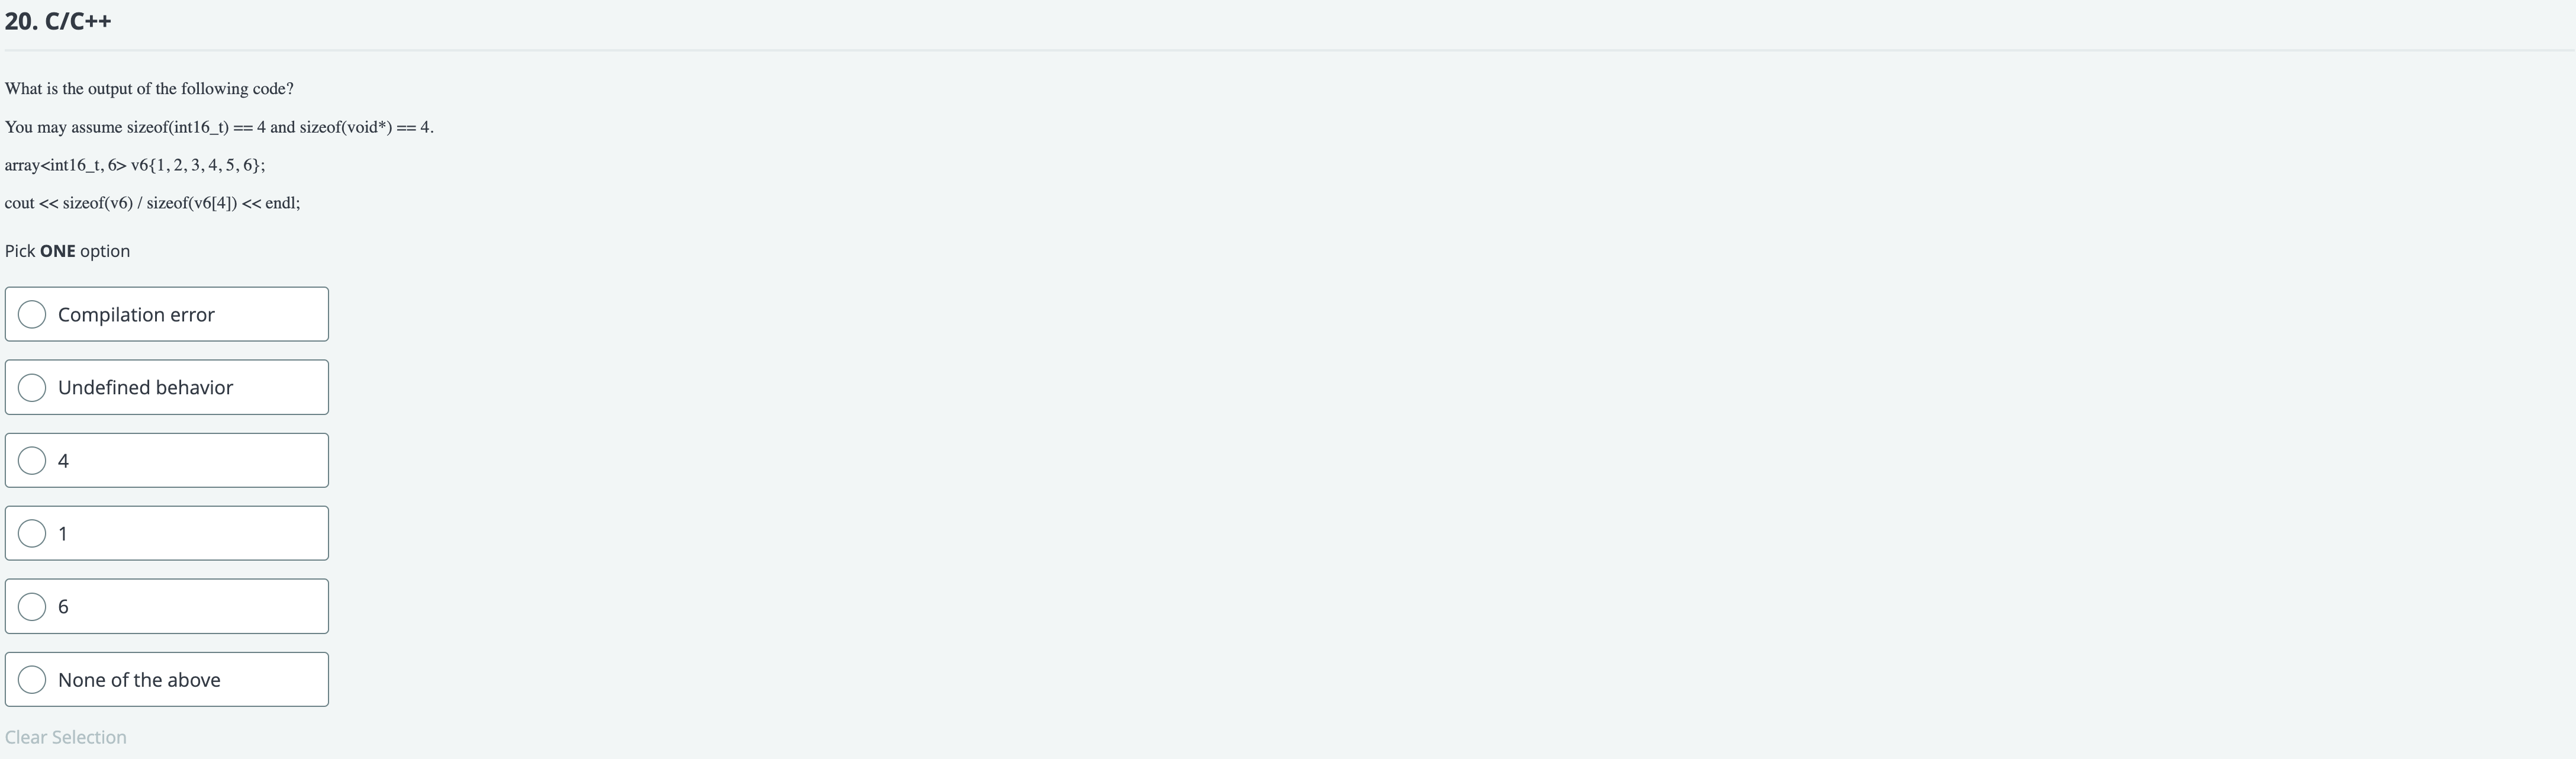 20. C/C++
What is the output of the following code?
You may assume sizeof(int16_t) == 4 and sizeof(void*) == 4.
array<int16_t, 6> v6{1, 2, 3, 4, 5, 6};
cout << sizeof(v6) / sizeof(v6[4]) << endl;
Pick ONE option
Compilation error
Undefined behavior
4
1
6
None of the above
Clear Selection